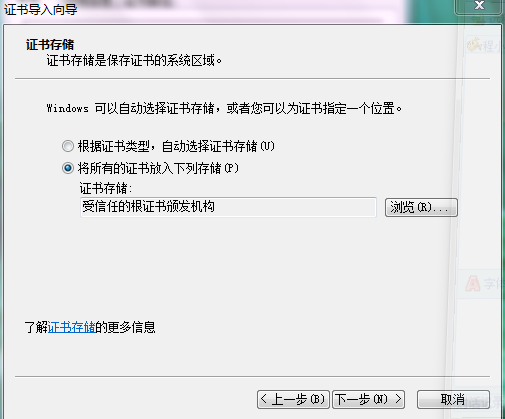 证书导入向导
证书存储
证书存储是保存证书的系统区域。
Windows 可以自动选择证书存储，或者您可以为证书指定一个位置。
根据证书类型，自动选择证书存储(U)
将所有的证书放入下列存储(P)
证书存储:
受信任的根证书颁发机构
浏览(R)...
了解证书存储的更多信息
< 上一步(B)
下一步(N) >
取消